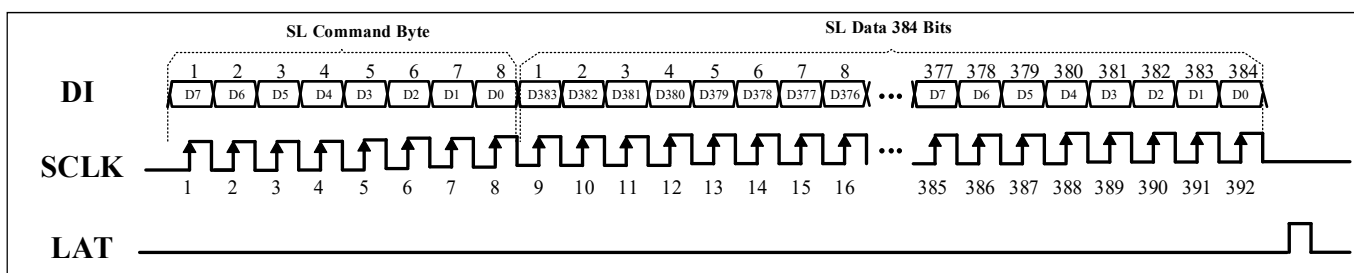 SL Command Byte SL Data 384 Bits
1 2 3 4 5 6 7 8 1 2 3 4 5 6 7 8 377 378 379 380 381 382 383 384
DI D7 D6 D5 D4 D3 D2 D1 D0 D383 D382 D381 D380 D379 D378 D377 D376 ... D7 D6 D5 D4 D3 D2 D1 D0
SCLK ...
1 2 3 4 5 6 7 8 9 10 11 12 13 14 15 16 385 386 387 388 389 390 391 392
LAT